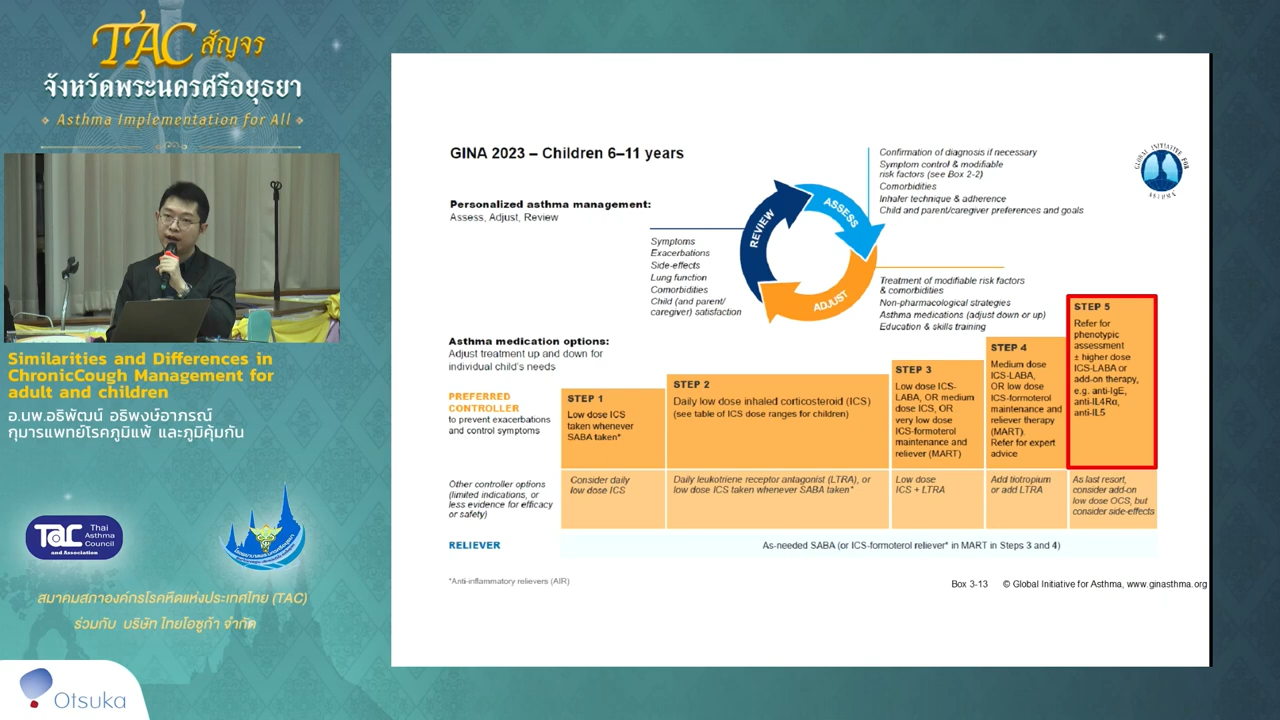 TAC สัญจร
จังหวัดพระนครศรีอยุธยา
Asthma Implementation for All
Similarities and Differences in
ChronicCough Management for
adult and children
อ.นพ.อธิพัฒน์ อธิพงษ์อาภรณ์
กุมารแพทย์โรคภูมิแพ้ และภูมิคุ้มกัน
TAC
Thai
Asthma
Council
and Association
สมาคมสภาองค์กรโรคหืดแห่งประเทศไทย (TAC)
ร่วมกับ บริษัท ไทยโอซูก้า จำกัด
Otsuka
GINA 2023 – Children 6–11 years
GLOBAL INITIATIVE FOR
ASTHMA
Personalized asthma management:
Assess, Adjust, Review
REVIEW
ASSESS
ADJUST
Confirmation of diagnosis if necessary
Symptom control & modifiable
risk factors (see Box 2-2)
Comorbidities
Inhaler technique & adherence
Child and parent/caregiver preferences and goals
Symptoms
Exacerbations
Side-effects
Lung function
Comorbidities
Child (and parent/
caregiver) satisfaction
Treatment of modifiable risk factors
& comorbidities
Non-pharmacological strategies
Asthma medications (adjust down or up)
Education & skills training
Asthma medication options:
Adjust treatment up and down for
individual child's needs
PREFERRED
CONTROLLER
to prevent exacerbations
and control symptoms
STEP 1
Low dose ICS
taken whenever
SABA taken*
STEP 2
Daily low dose inhaled corticosteroid (ICS)
(see table of ICS dose ranges for children)
STEP 3
Low dose ICS-
LABA, OR medium
dose ICS, OR
very low dose
ICS-formoterol
maintenance and
reliever (MART)
STEP 4
Medium dose
ICS-LABA,
OR low dose
ICS-formoterol
maintenance and
reliever therapy
(MART).
Refer for expert
advice
STEP 5
Refer for
phenotypic
assessment
± higher dose
ICS-LABA or
add-on therapy,
e.g. anti-IgE,
anti-IL4Rα,
anti-IL5
Other controller options
(limited indications, or
less evidence for efficacy
or safety)
Consider daily
low dose ICS
Daily leukotriene receptor antagonist (LTRA), or
low dose ICS taken whenever SABA taken*
Low dose
ICS + LTRA
Add tiotropium
or add LTRA
As last resort,
consider add-on
low dose OCS, but
consider side-effects
RELIEVER
As-needed SABA (or ICS-formoterol reliever* in MART in Steps 3 and 4)
*Anti-inflammatory relievers (AIR)
Box 3-13
© Global Initiative for Asthma, www.ginasthma.org